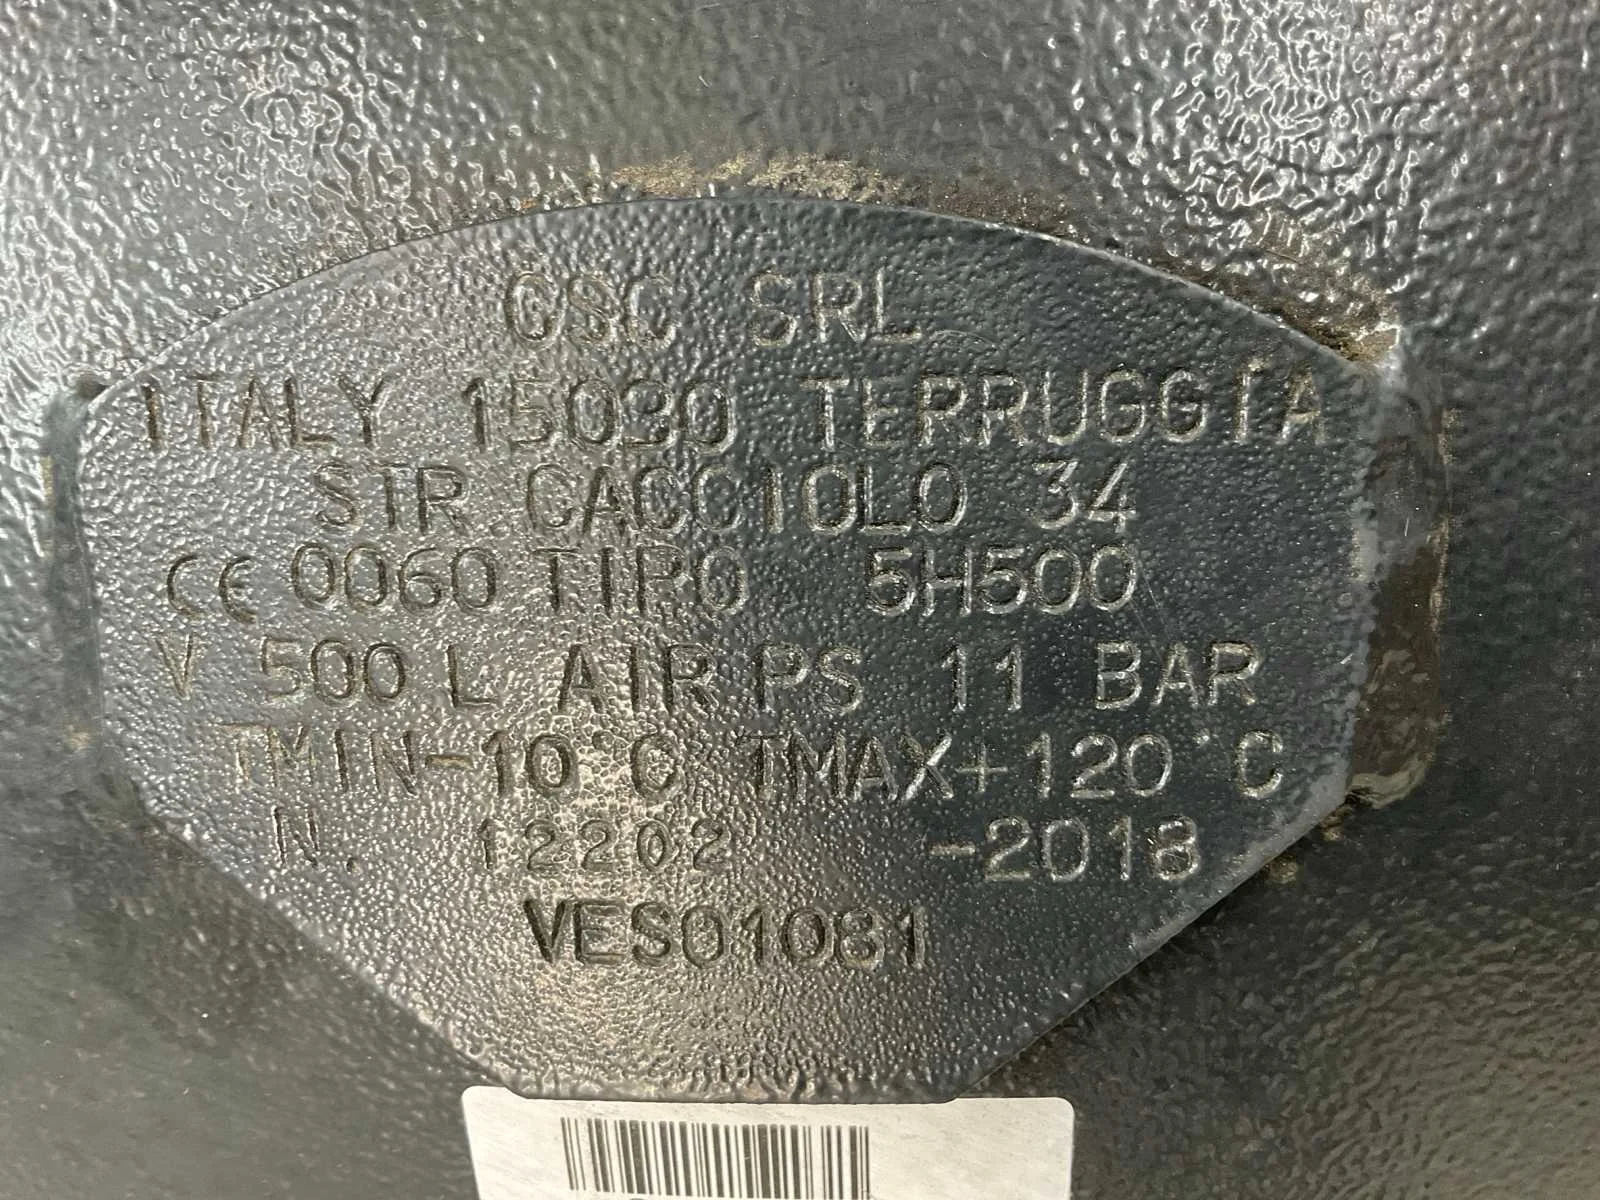 CSC SRL
ITALY 15030 TERRUGGIA
STR.CACCIOLO 34
CE 0060 TIPO 5H500
V 500 L AIR PS 11 BAR
TMIN-10°C TMAX+120°C
N. 12202 -2018
VES01081